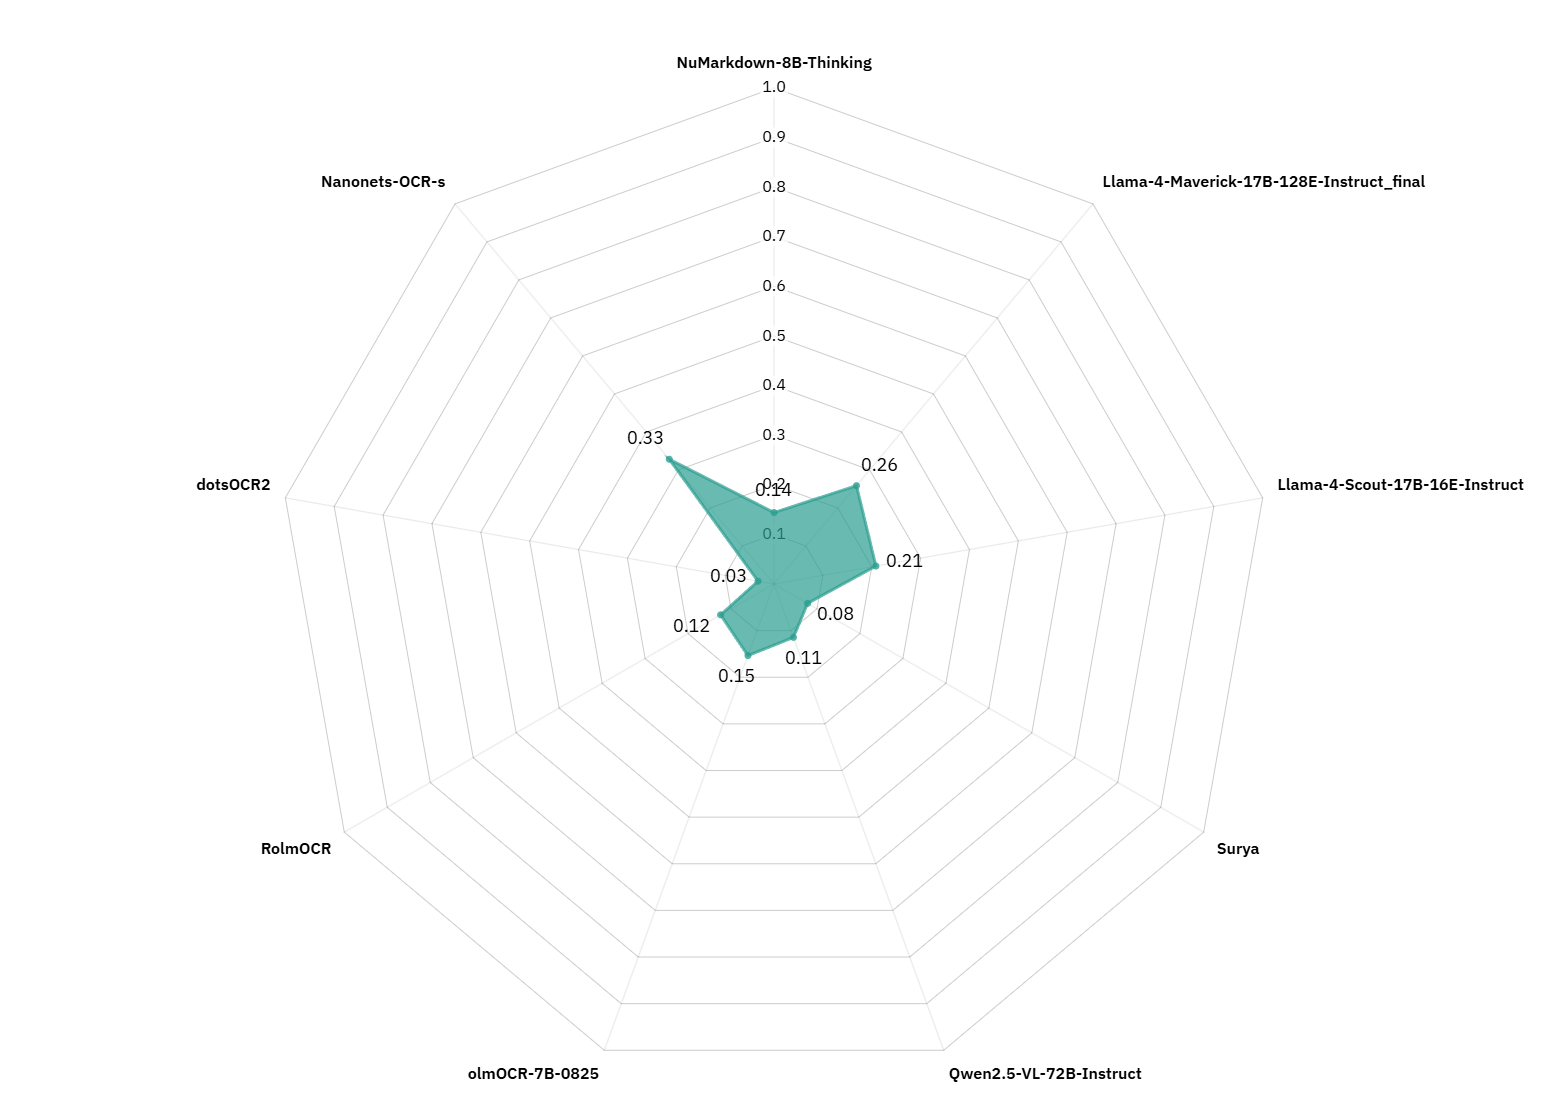 NuMarkdown-8B-Thinking
1.0
0.9
Nanonets-OCR-s
Llama-4-Maverick-17B-128E-Instruct_final
0.8
0.7
0.6
0.5
0.4
0.3
0.33
0.26
0.2
0.14
dotsOCR2
Llama-4-Scout-17B-16E-Instruct
0.1
0.21
0.03
0.08
0.12
0.11
0.15
RolmOCR
Surya
olmOCR-7B-0825
Qwen2.5-VL-72B-Instruct